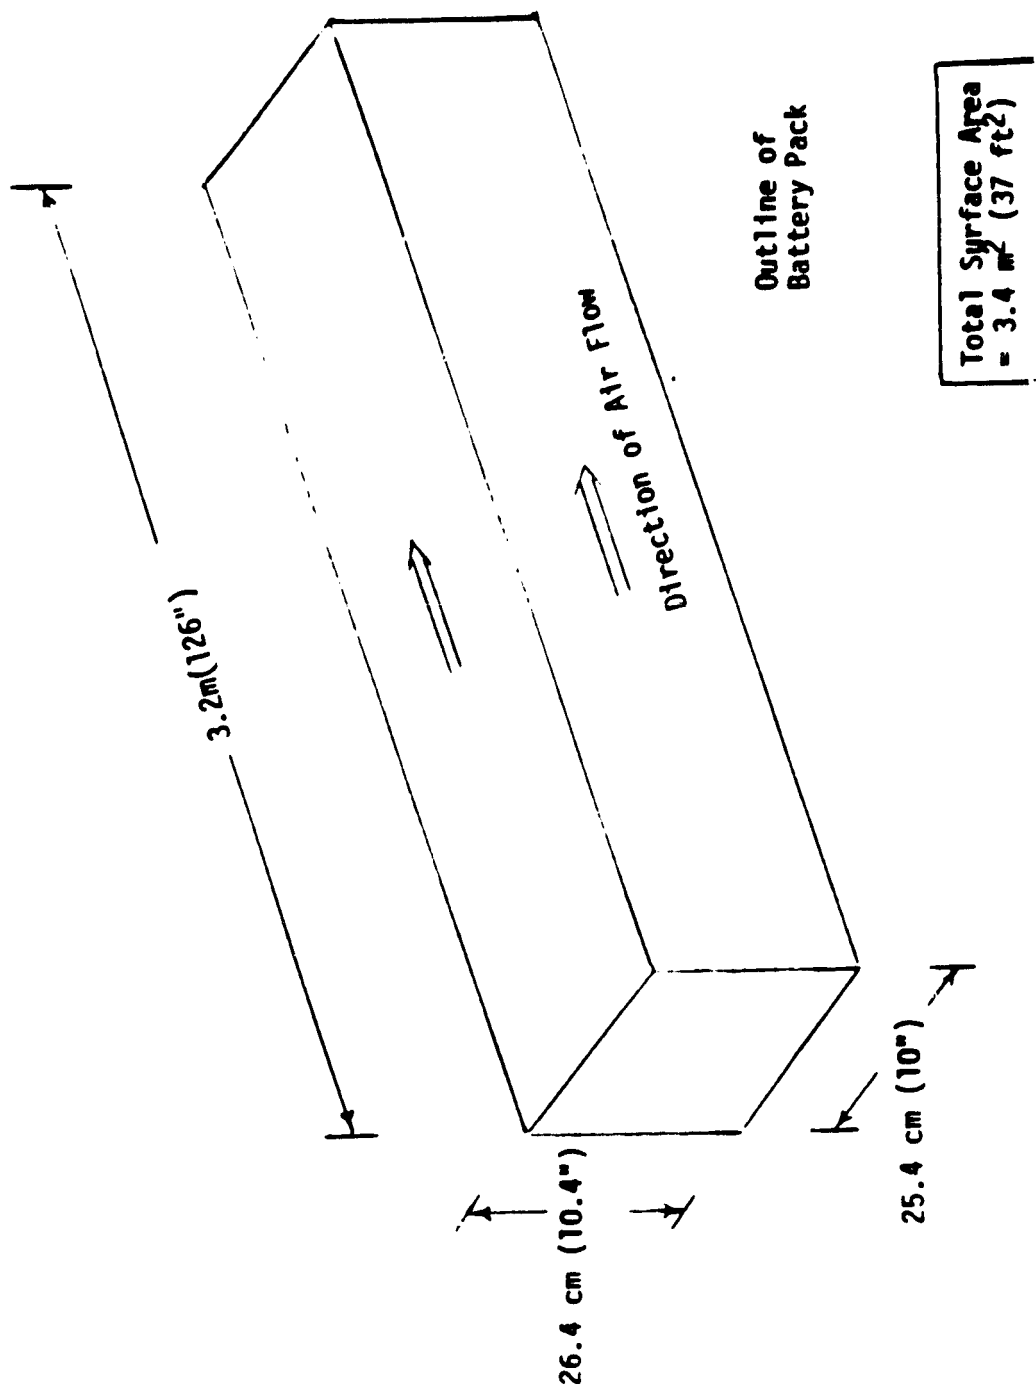 3.2m(126")
Direction of Air Flow
Outline of
Battery Pack
26.4 cm (10.4")
25.4 cm (10")
Total Surface Area
= 3.4 m² (37 ft²)